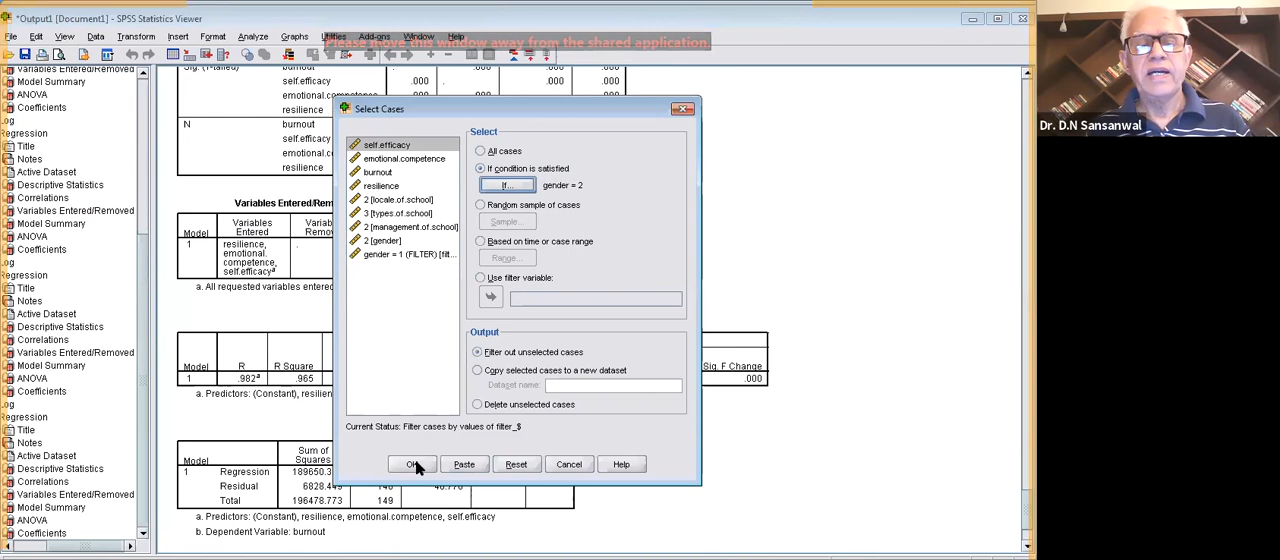 *Output1 [Document1] - SPSS Statistics Viewer
File Edit View Data Transform Insert Format Analyze Graphs Utilities Add-ons Window Help
Please move this window away from the shared application.
Variables Entered/Removed
Model Summary
ANOVA
Coefficients
Log
Regression
Title
Notes
Active Dataset
Descriptive Statistics
Correlations
Variables Entered/Removed
Model Summary
ANOVA
Coefficients
Log
Regression
Title
Notes
Active Dataset
Descriptive Statistics
Correlations
Variables Entered/Removed
Model Summary
ANOVA
Coefficients
Log
Regression
Title
Notes
Active Dataset
Descriptive Statistics
Correlations
Variables Entered/Removed
Model Summary
ANOVA
Coefficients
Sig. (1-tailed) burnout . .000 .000 .000
self.efficacy .000 . .000 .000
emotional.competence .000 .000
resilience
N burnout
self.efficacy
resilience
Variables
Model Variables Entered
1 resilience, emotional. competence, self.efficacyᵃ .
a. All requested variables entered
Model R R Square Sig. F Change
1 .982ᵃ .965 .000
a. Predictors: (Constant),
Model Sum of Squares
1 Regression
Residual
Total 196478.773 149
a. Predictors: (Constant), resilience, emotional.competence, self.efficacy
b. Dependent Variable: burnout
Select Cases
self.efficacy
emotional.competence
burnout
resilience
2 [locale.of.school]
3 [types.of.school]
2 [management.of.school]
2 [gender]
gender = 1 (FILTER) [filt...
Select
All cases
If condition is satisfied
If... gender = 2
Random sample of cases
Sample...
Based on time or case range
Range...
Use filter variable:
Output
Filter out unselected cases
Copy selected cases to a new dataset
Dataset name:
Delete unselected cases
Current Status: Filter cases by values of filter_$
OK Paste Reset Cancel Help
Dr. D.N Sansanwal